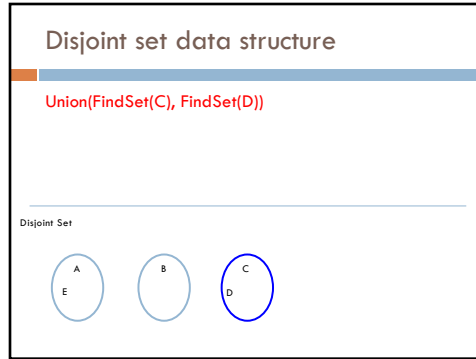 Disjoint set data structure
Union(FindSet(C), FindSet(D))
Disjoint Set
A B C
E D